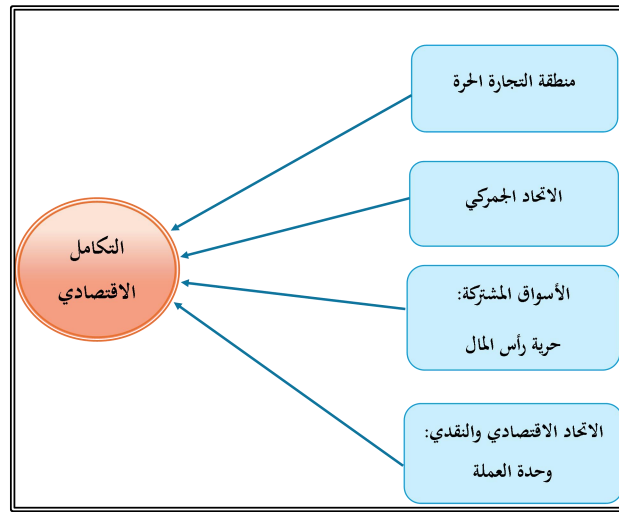 منطقة التجارة الحرة
الاتحاد الجمركي
التكامل
الاقتصادي
الأسواق المشتركة:
حرية رأس المال
الاتحاد الاقتصادي والنقدي:
وحدة العملة